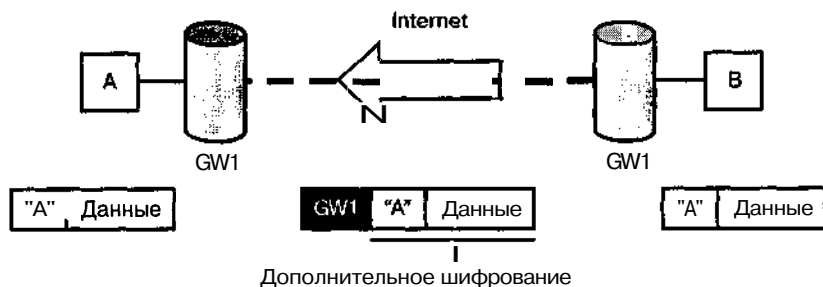 Internet
A
B
GW1
GW1
"A" Данные
GW1 "A" Данные
"A" Данные
Дополнительное шифрование